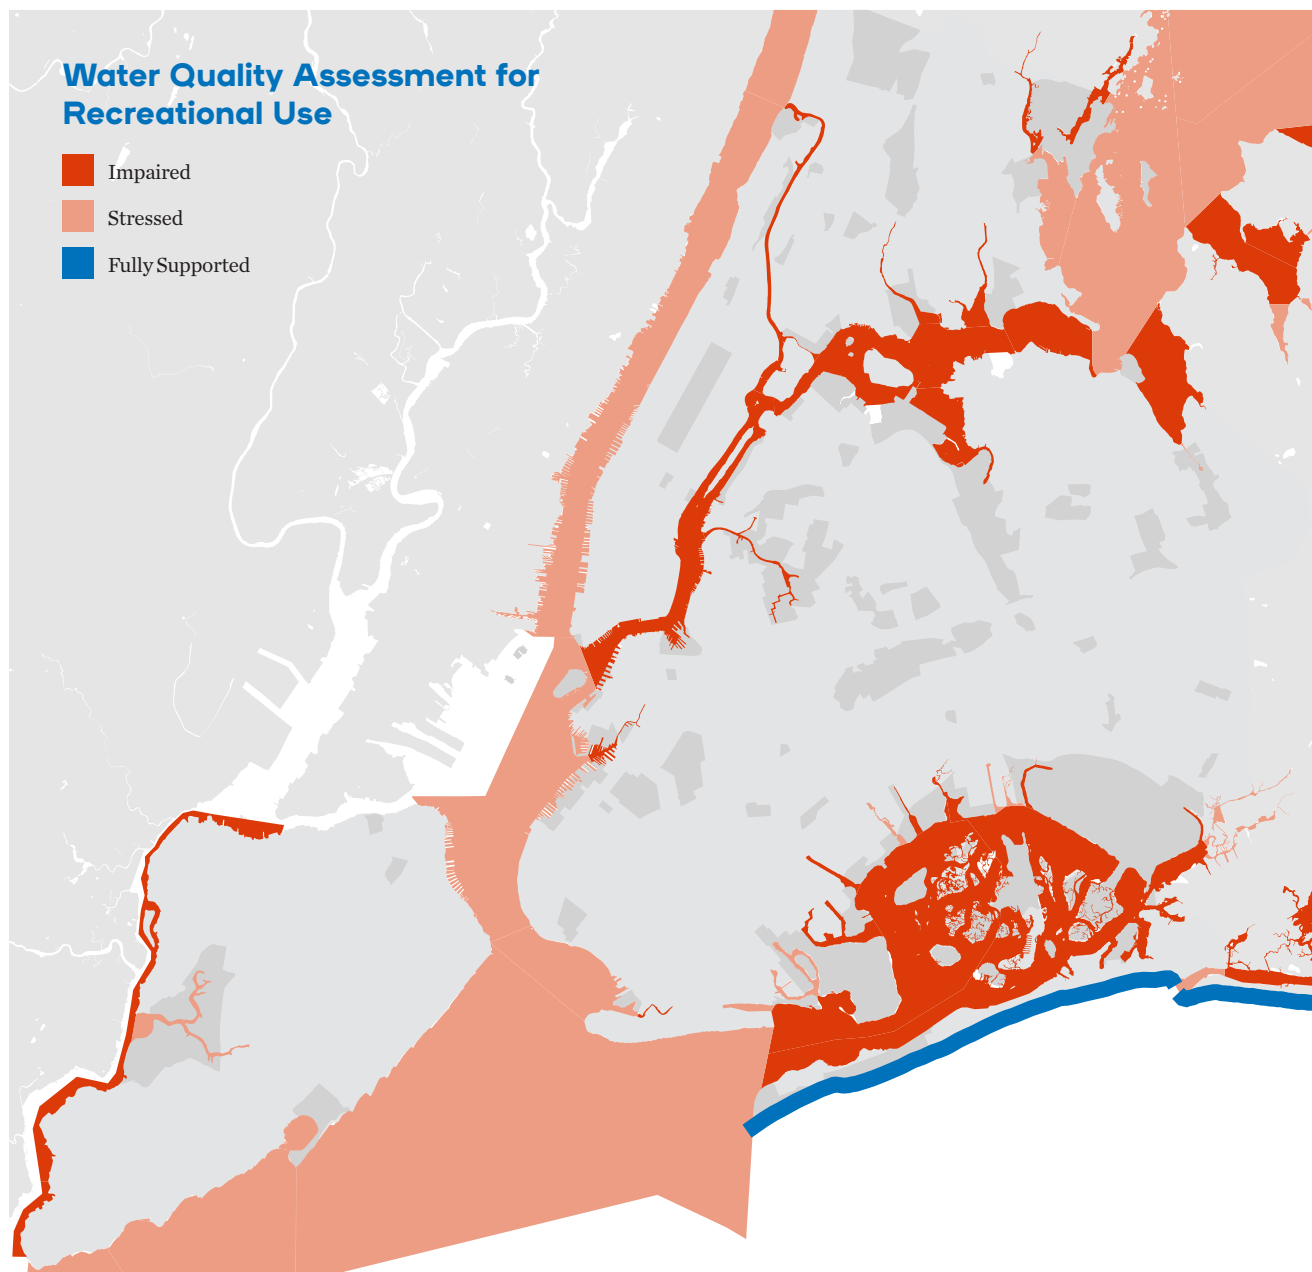 Water Quality Assessment for
Recreational Use
Impaired
Stressed
Fully Supported